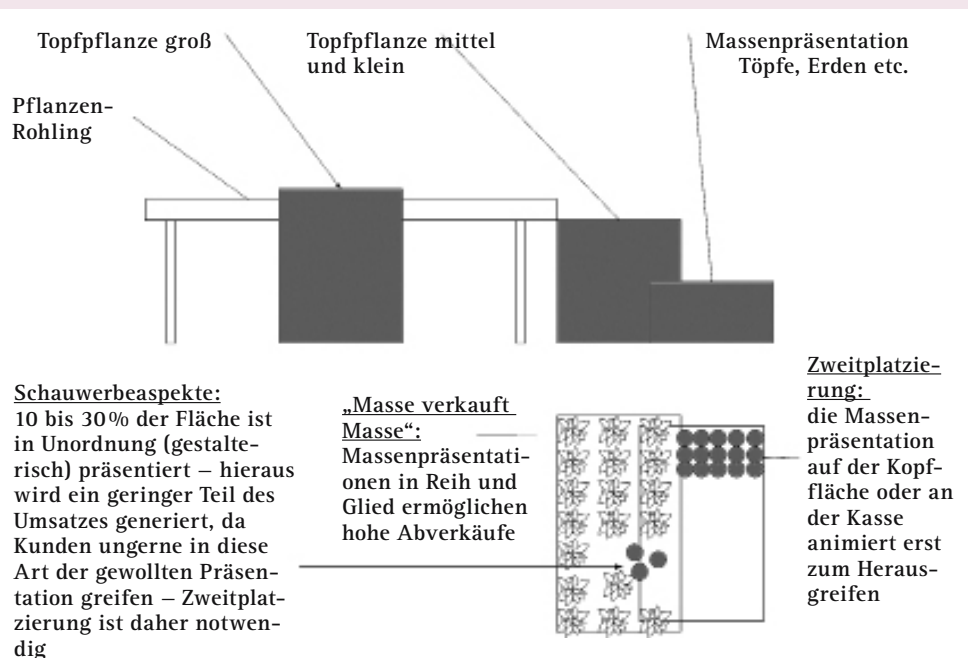 Topfpflanze groß
Topfpflanze mittel
und klein
Massenpräsentation
Töpfe, Erden etc.
Pflanzen-
Rohling
Schauwerbeaspekte:
10 bis 30% der Fläche ist
in Unordnung (gestalte-
risch) präsentiert – hieraus
wird ein geringer Teil des
Umsatzes generiert, da
Kunden ungerne in diese
Art der gewollten Präsen-
tation greifen – Zweitplat-
zierung ist daher notwen-
dig
„Masse verkauft
Masse“:
Massenpräsentati-
onen in Reih und
Glied ermöglichen
hohe Abverkäufe
Zweitplatzie-
rung:
die Massen-
präsentation
auf der Kopf-
fläche oder an
der Kasse
animiert erst
zum Heraus-
greifen